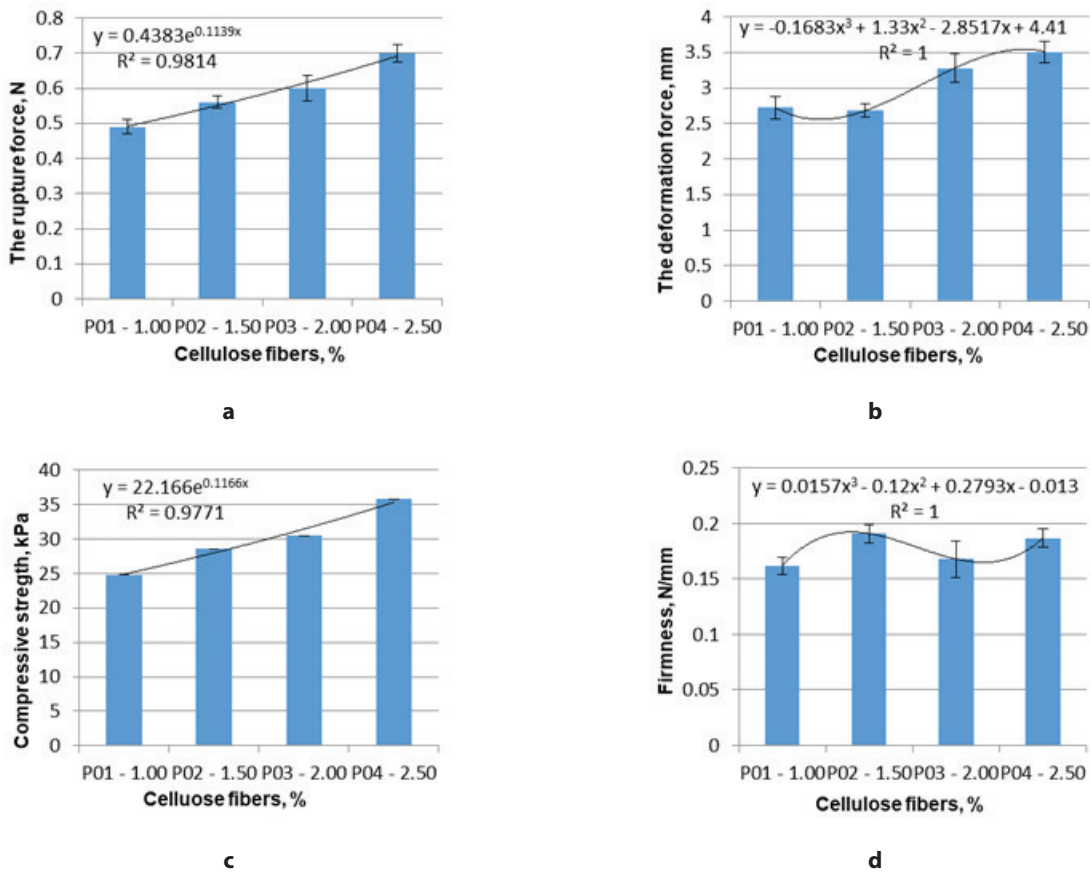 0.8
0.7
0.6
0.5
0.4
0.3
0.2
0.1
0
The rupture force, N
y = 0.4383e^0.1139x
R² = 0.9814
P01 - 1.00 P02 - 1.50 P03 - 2.00 P04 - 2.50
Cellulose fibers, %
a
4
3.5
3
2.5
2
1.5
1
0.5
0
The deformation force, mm
y = -0.1683x³ + 1.33x² - 2.8517x + 4.41
R² = 1
P01 - 1.00 P02 - 1.50 P03 - 2.00 P04 - 2.50
Cellulose fibers, %
b
40
35
30
25
20
15
10
5
0
Compressive stregth, kPa
y = 22.166e^0.1166x
R² = 0.9771
P01 - 1.00 P02 - 1.50 P03 - 2.00 P04 - 2.50
Celluose fibers, %
c
0.25
0.2
0.15
0.1
0.05
0
Firmness, N/mm
y = 0.0157x³ - 0.12x² + 0.2793x - 0.013
R² = 1
P01 - 1.00 P02 - 1.50 P03 - 2.00 P04 - 2.50
Cellulose fibers, %
d